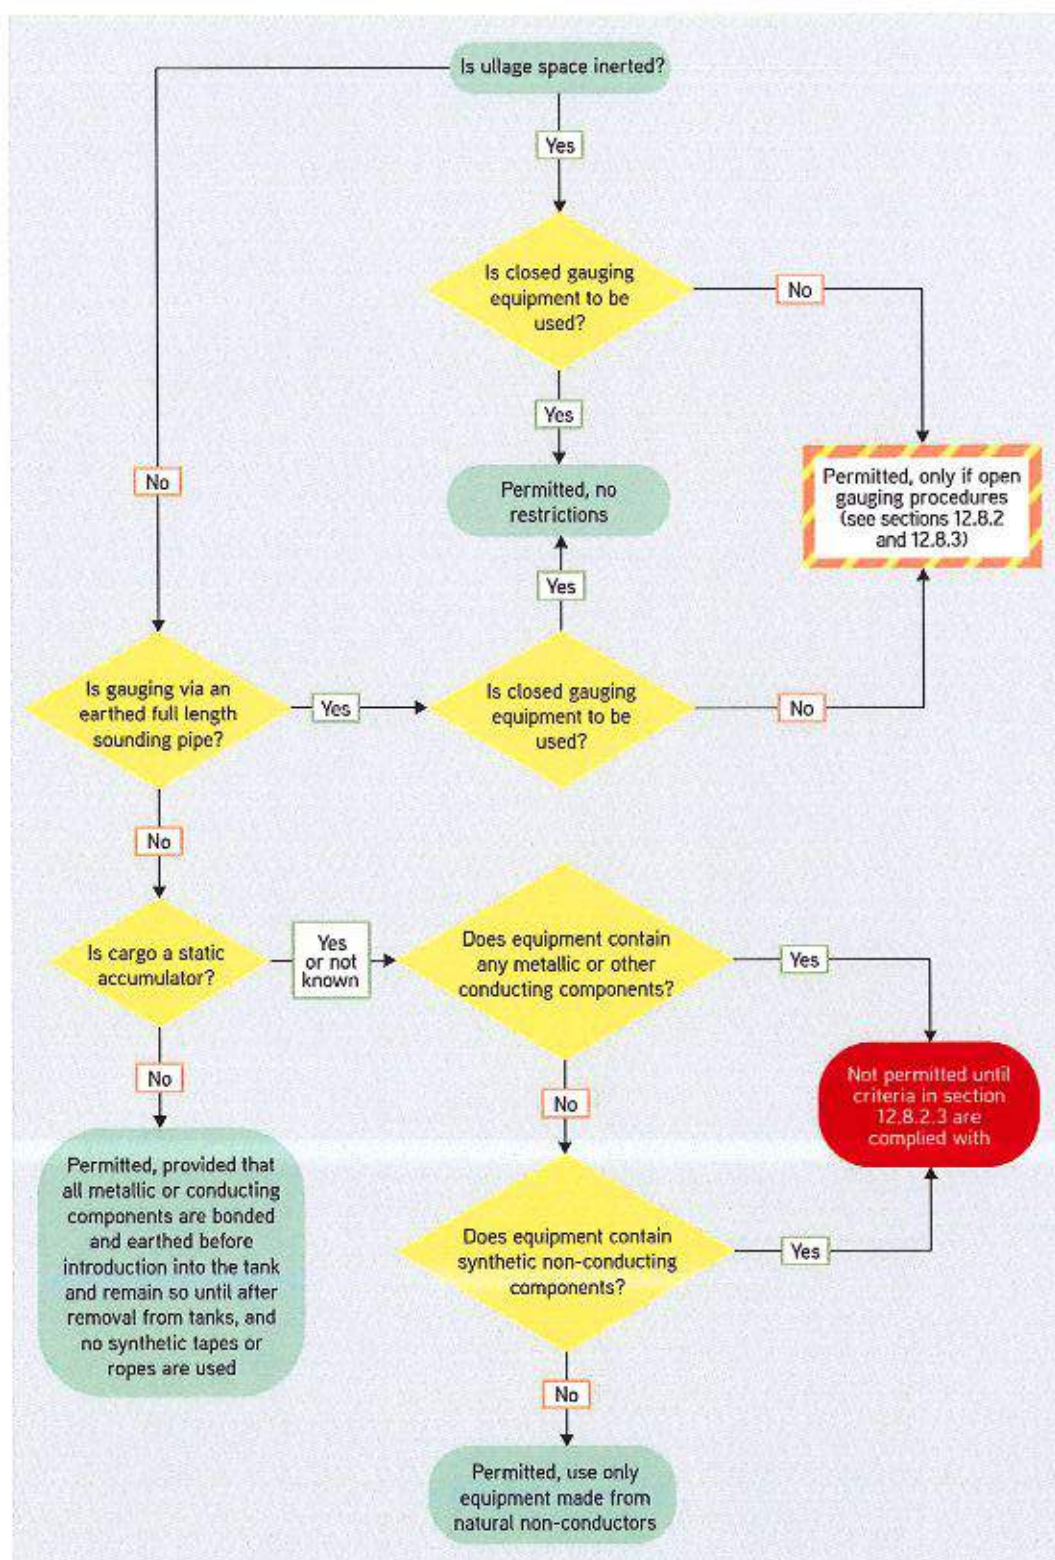 Is ullage space inerted?
Yes
Is closed gauging
equipment to be
used?
No
Yes
No
Permitted, no
restrictions
Permitted, only if open
gauging procedures
(see sections 12.8.2
and 12.8.3)
Yes
Is gauging via an
earthed full length
sounding pipe?
Yes
Is closed gauging
equipment to be
used?
No
No
Is cargo a static
accumulator?
Yes
or not
known
Does equipment contain
any metallic or other
conducting components?
Yes
No
No
Not permitted until
criteria in section
12.8.2.3 are
complied with
Permitted, provided that
all metallic or conducting
components are bonded
and earthed before
introduction into the tank
and remain so until after
removal from tanks, and
no synthetic tapes or
ropes are used
Does equipment contain
synthetic non-conducting
components?
Yes
No
Permitted, use only
equipment made from
natural non-conductors